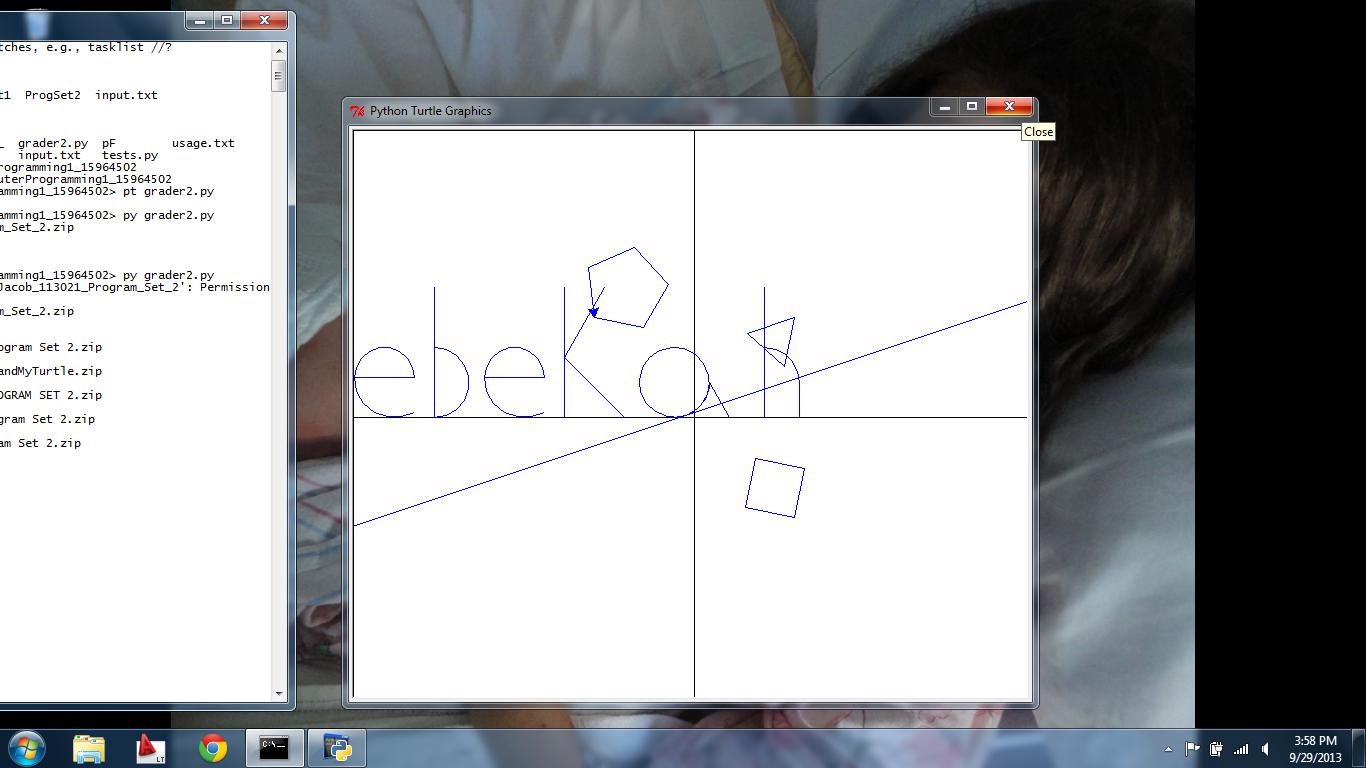 tches, e.g., tasklist //?
t1 ProgSet2 input.txt
_ grader2.py pF usage.txt
input.txt tests.py
rogramming1_15964502
uterProgramming1_15964502
amming1_15964502> pt grader2.py
amming1_15964502> py grader2.py
m_Set_2.zip
amming1_15964502> py grader2.py
Jacob_113021_Program_Set_2': Permission
m_Set_2.zip
ogram Set 2.zip
andMyTurtle.zip
OGRAM SET 2.zip
gram Set 2.zip
am Set 2.zip
Python Turtle Graphics
Close
ebekah
LT
C:\_
3:58 PM
9/29/2013